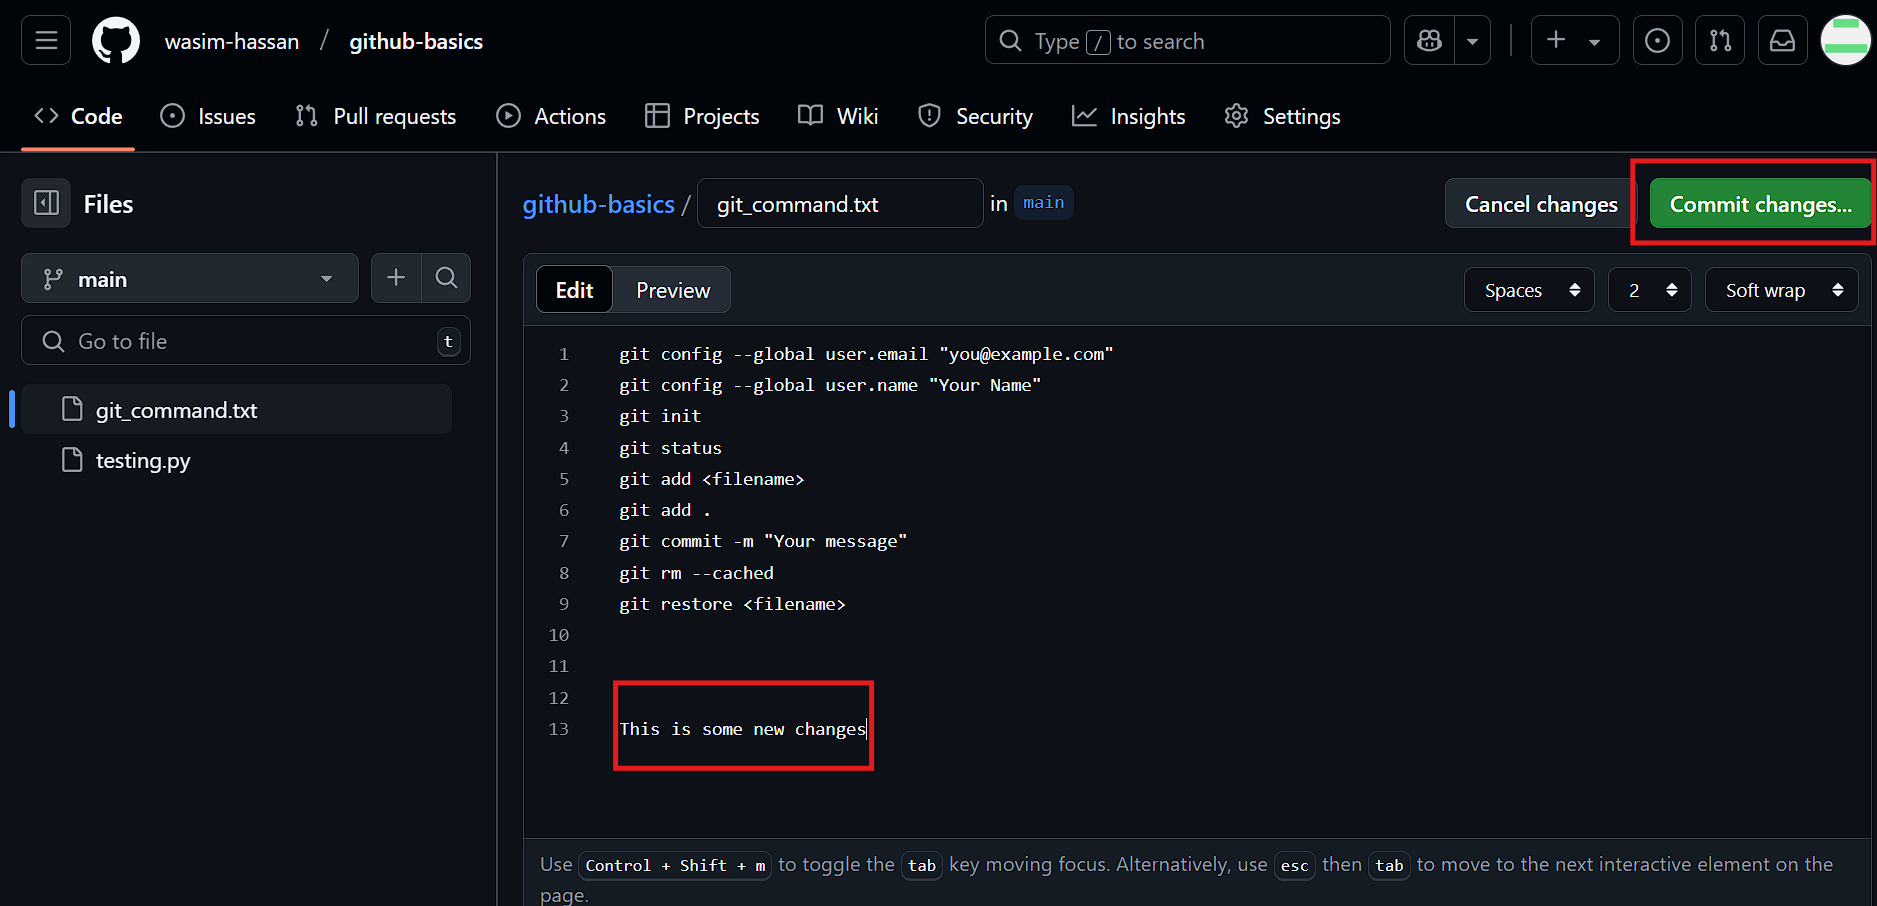 wasim-hassan / github-basics
Type / to search
Code
Issues
Pull requests
Actions
Projects
Wiki
Security
Insights
Settings
Files
main
Go to file
t
git_command.txt
testing.py
github-basics / git_command.txt in main
Cancel changes
Commit changes...
Edit
Preview
Spaces
2
Soft wrap
1 git config --global user.email "you@example.com"
2 git config --global user.name "Your Name"
3 git init
4 git status
5 git add <filename>
6 git add .
7 git commit -m "Your message"
8 git rm --cached
9 git restore <filename>
10
11
12
13 This is some new changes
Use Control + Shift + m to toggle the tab key moving focus. Alternatively, use esc then tab to move to the next interactive element on the
page.